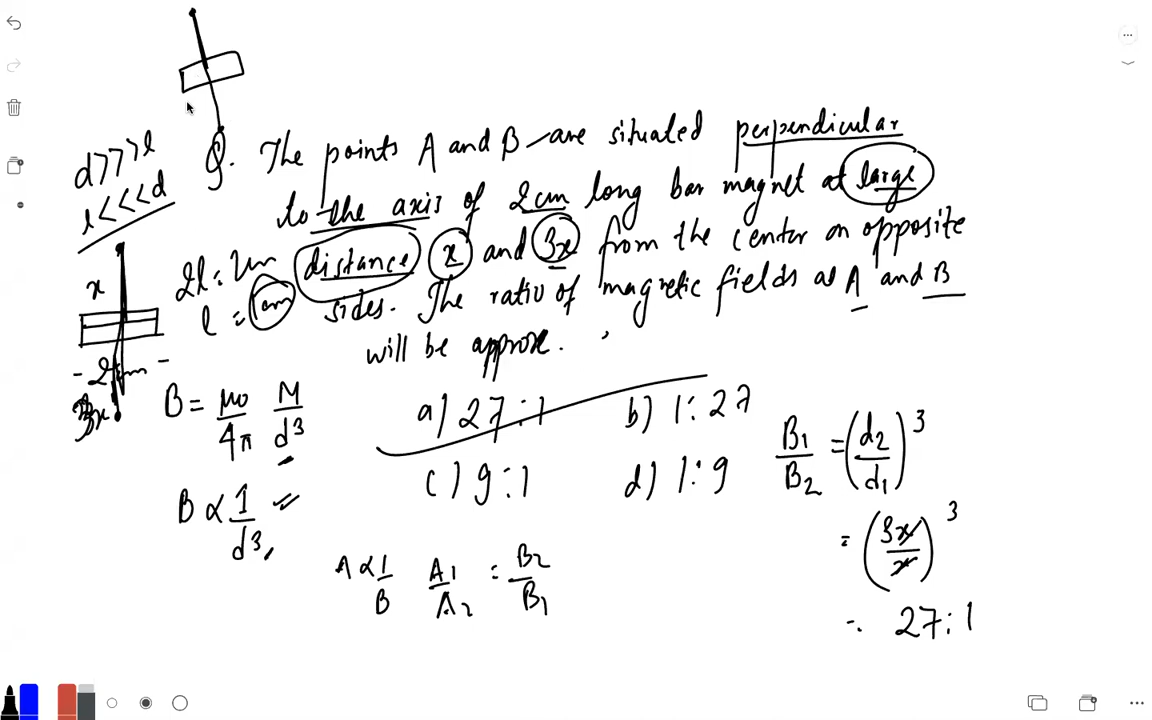 d>>>l
l<<<d
Q. The points A and B are situated perpendicular
to the axis of 2cm long bar magnet at large
distance x and 3x from the center on opposite
sides. The ratio of magnetic fields at A and B
will be approx.
2l = 2cm
l = 1cm
x
2cm
3x
a) 27:1 b) 1:27
c) 9:1 d) 1:9
B = μ0/4π M/d³
B ∝ 1/d³
A ∝ 1/B A1/A2 = B2/B1
B1/B2 = (d2/d1)³
= (3x/x)³
∴ 27:1